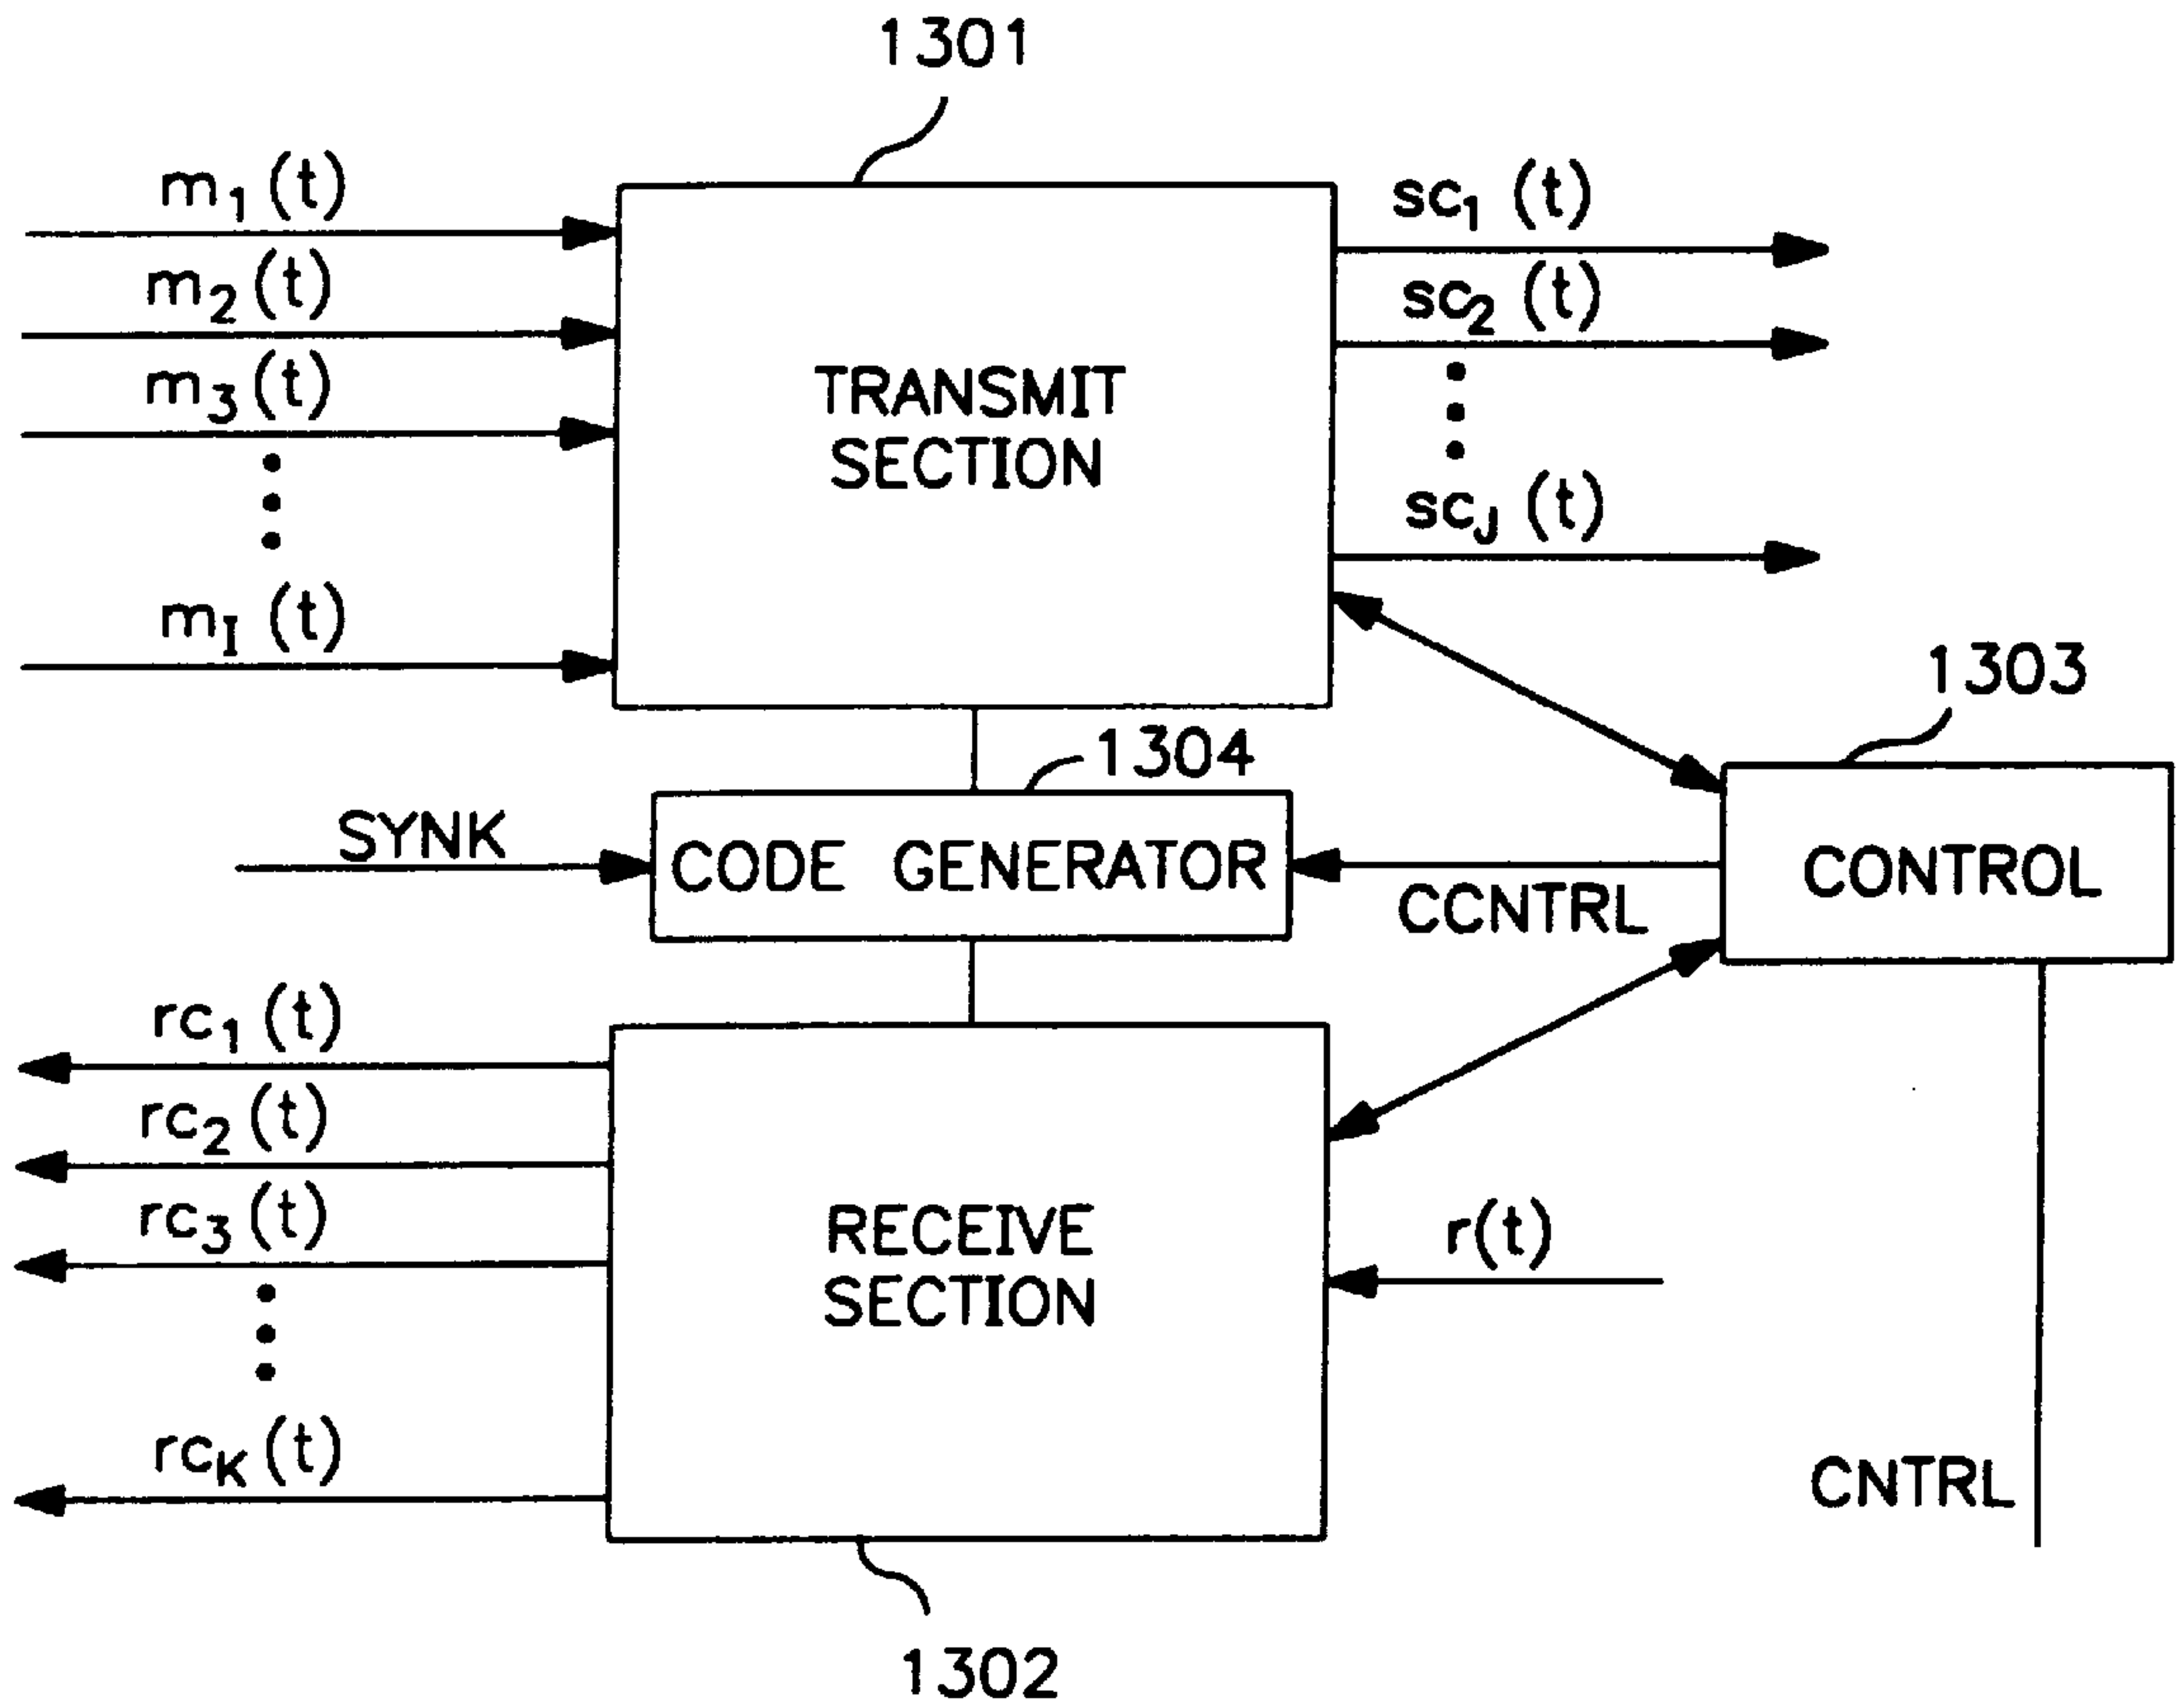 1301
m1 (t)
sc1 (t)
m2 (t)
sc2 (t)
m3 (t)
TRANSMIT
SECTION
scJ (t)
mI (t)
1303
1304
SYNK
CODE GENERATOR
CONTROL
CCNTRL
rc1 (t)
rc2 (t)
rc3 (t)
RECEIVE
SECTION
r(t)
rcK (t)
CNTRL
1302